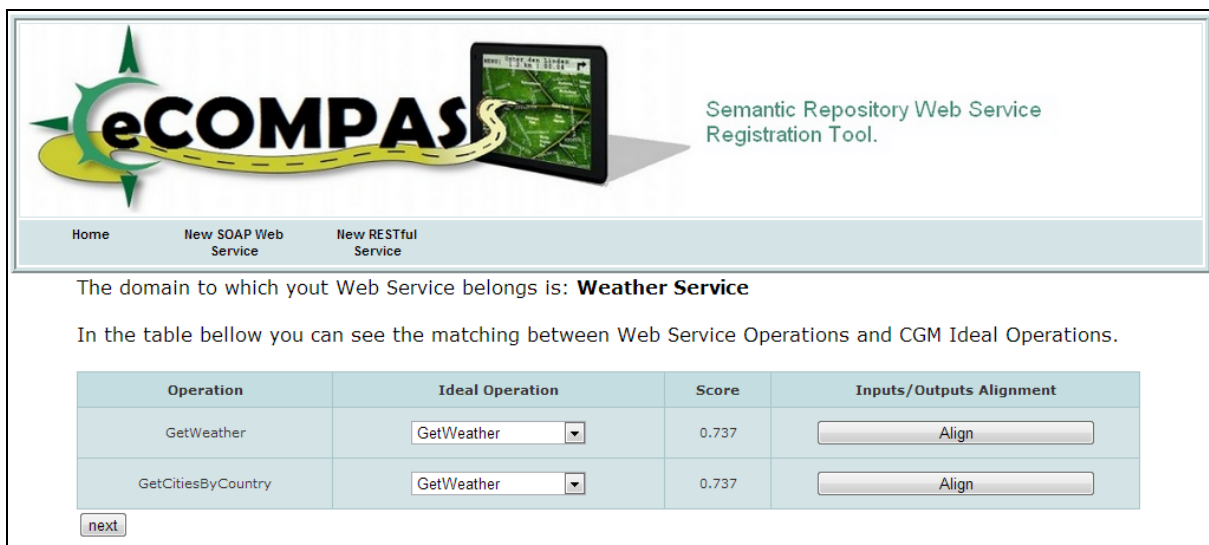 eCOMPASS
Semantic Repository Web Service
Registration Tool.
Home
New SOAP Web
Service
New RESTful
Service
The domain to which yout Web Service belongs is: Weather Service
In the table bellow you can see the matching between Web Service Operations and CGM Ideal Operations.
Operation Ideal Operation Score Inputs/Outputs Alignment
GetWeather GetWeather 0.737 Align
GetCitiesByCountry GetWeather 0.737 Align
next